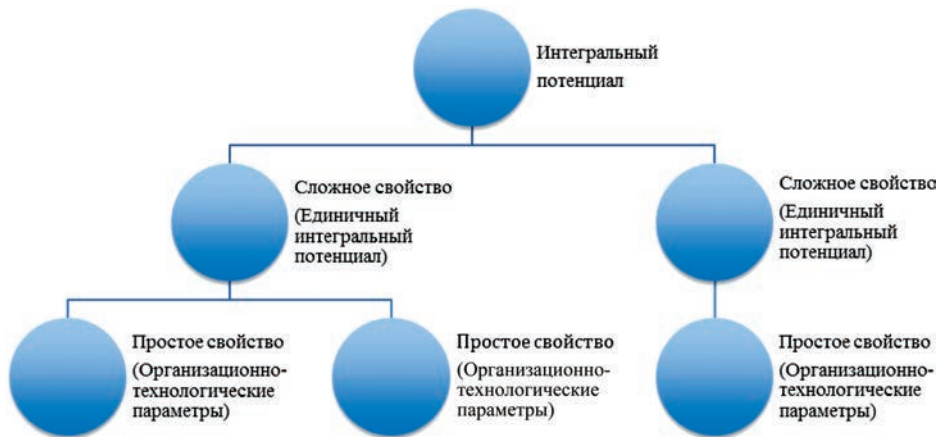 Интегральный
потенциал
Сложное свойство
(Единичный
интегральный
потенциал)
Сложное свойство
(Единичный
интегральный
потенциал)
Простое свойство
(Организационно-
технологические
параметры)
Простое свойство
(Организационно-
технологические
параметры)
Простое свойство
(Организационно-
технологические
параметры)